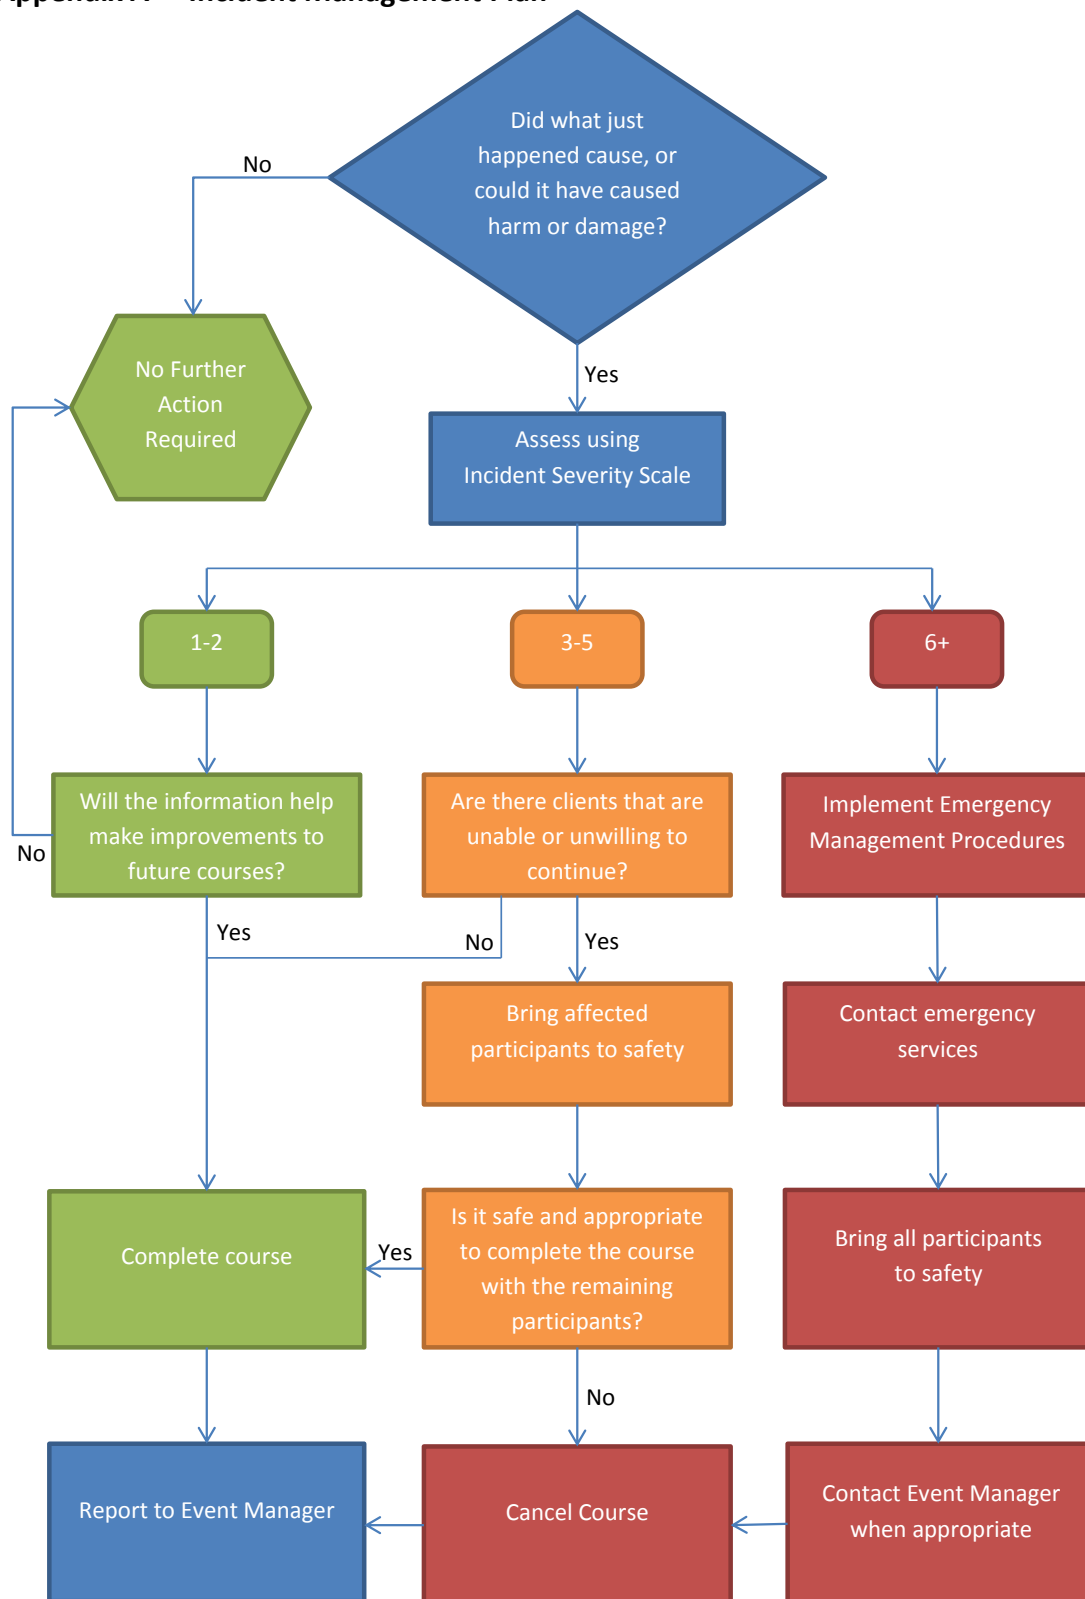 Did what just
happened cause, or
could it have caused
harm or damage?
No
Yes
No Further
Action
Required
Assess using
Incident Severity Scale
1-2
3-5
6+
Will the information help
make improvements to
future courses?
No
Yes
Are there clients that are
unable or unwilling to
continue?
No
Yes
Implement Emergency
Management Procedures
Bring affected
participants to safety
Contact emergency
services
Complete course
Yes
Is it safe and appropriate
to complete the course
with the remaining
participants?
No
Bring all participants
to safety
Report to Event Manager
Cancel Course
Contact Event Manager
when appropriate